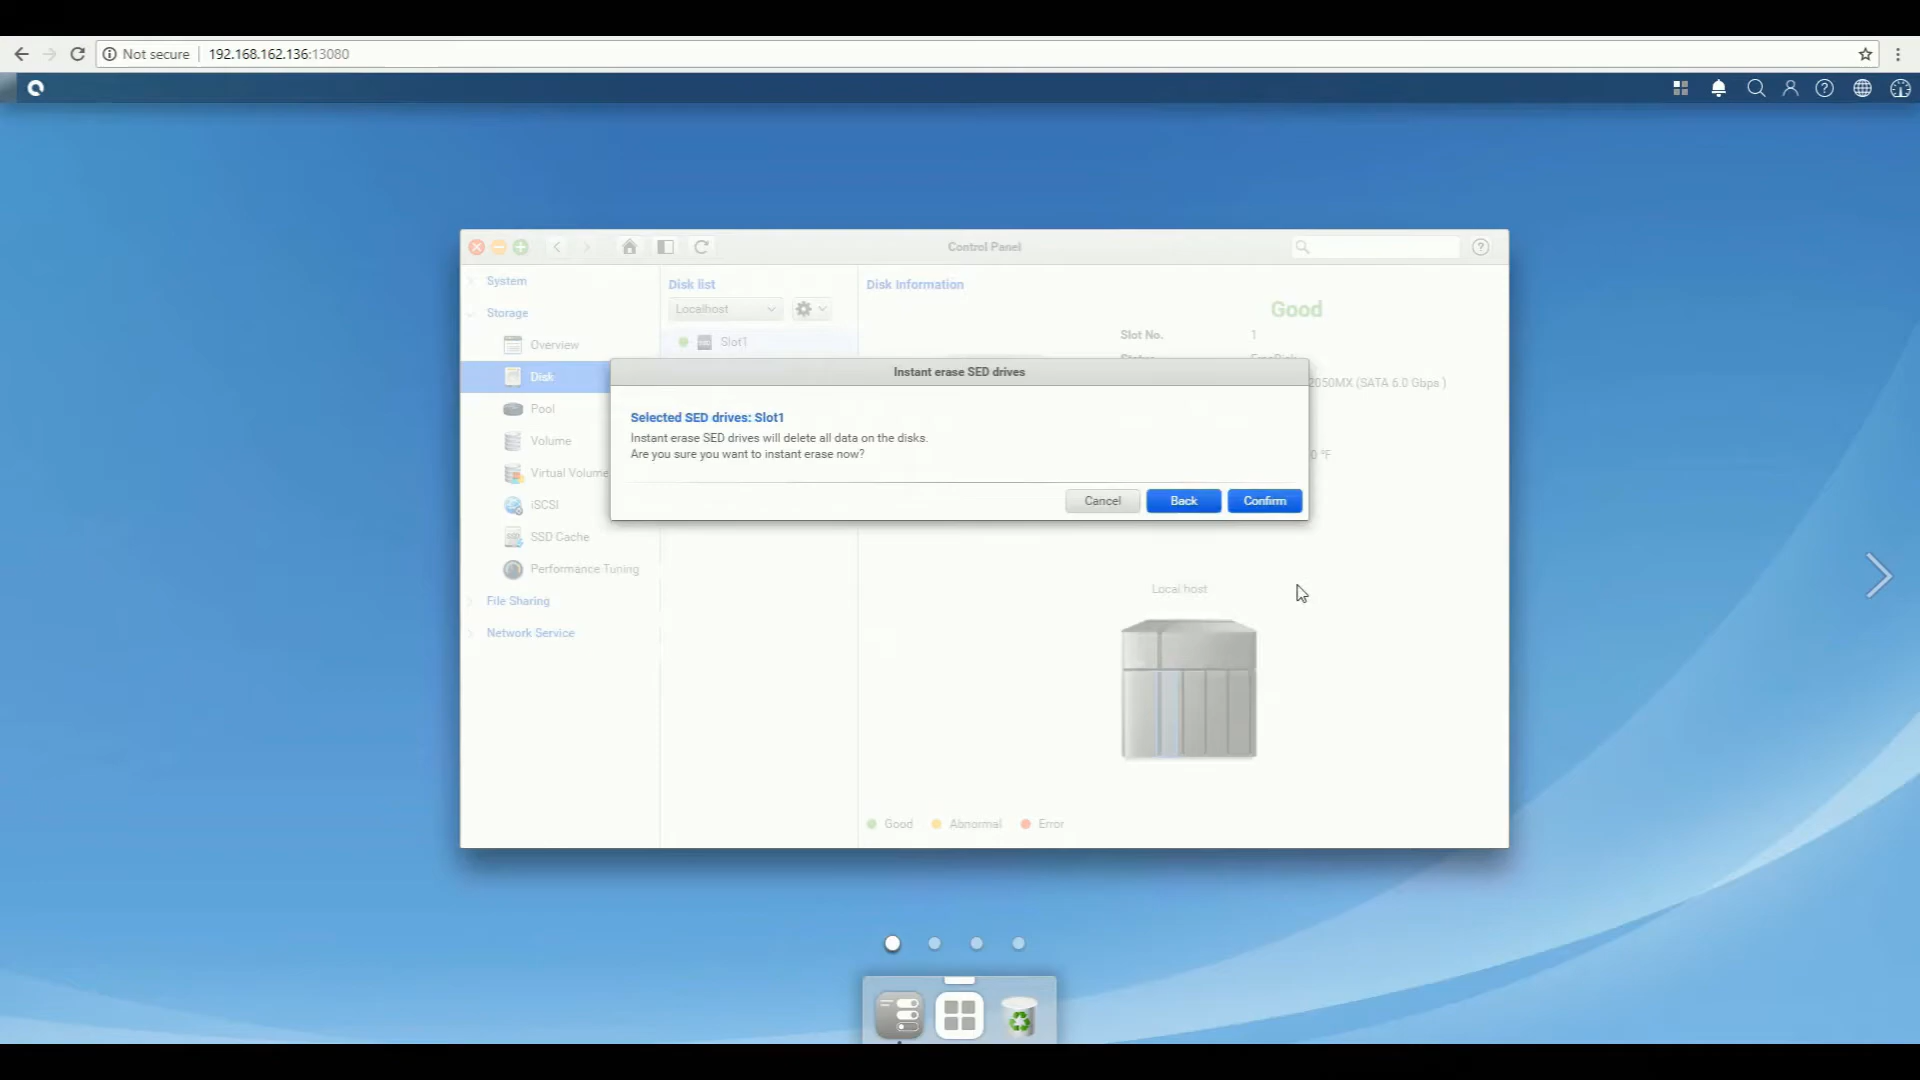 Not secure
192.168.162.136:13080
Control Panel
System
Storage
Overview
Disk
Pool
Volume
Virtual Volume
iSCSI
SSD Cache
Performance Tuning
File Sharing
Network Service
Disk list
Localhost
Slot1
Disk Information
Good
Slot No. 1
2050MX (SATA 6.0 Gbps )
0 °F
Instant erase SED drives
Selected SED drives: Slot1
Instant erase SED drives will delete all data on the disks.
Are you sure you want to instant erase now?
Cancel
Back
Confirm
Local host
Good
Abnormal
Error